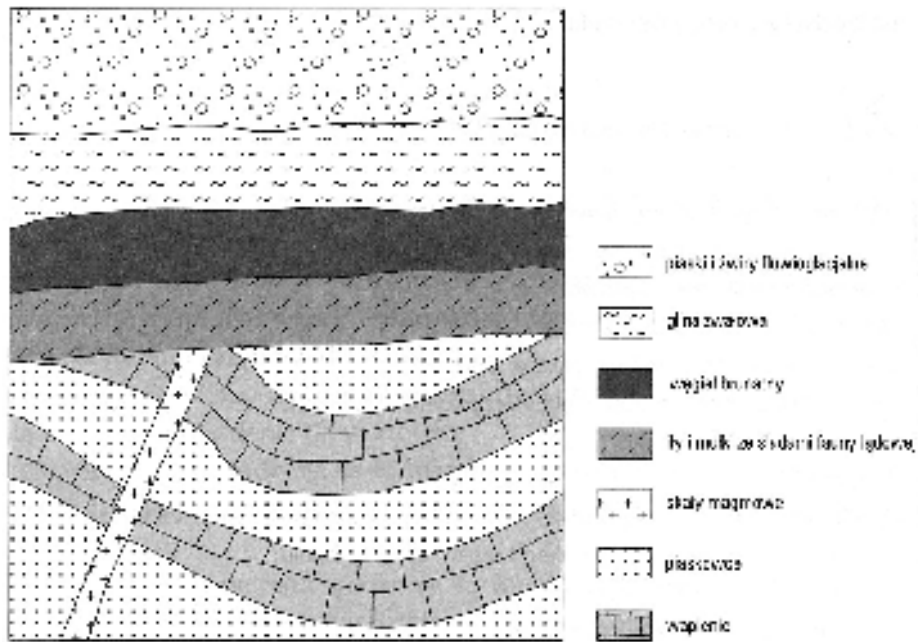 piaski i żwiry fluwioglacjalne
glina zwałowa
węgiel brunatny
iły i mułki ze śladami fauny lądowej
skały magmowe
piaskowce
wapienie